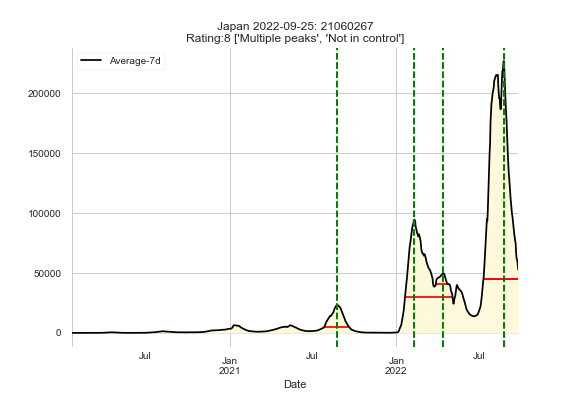 Japan 2022-09-25: 21060267
Rating:8 ['Multiple peaks', 'Not in control']
Average-7d
200000
150000
100000
50000
0
Jul
Jan
2021
Jul
Jan
2022
Jul
Date